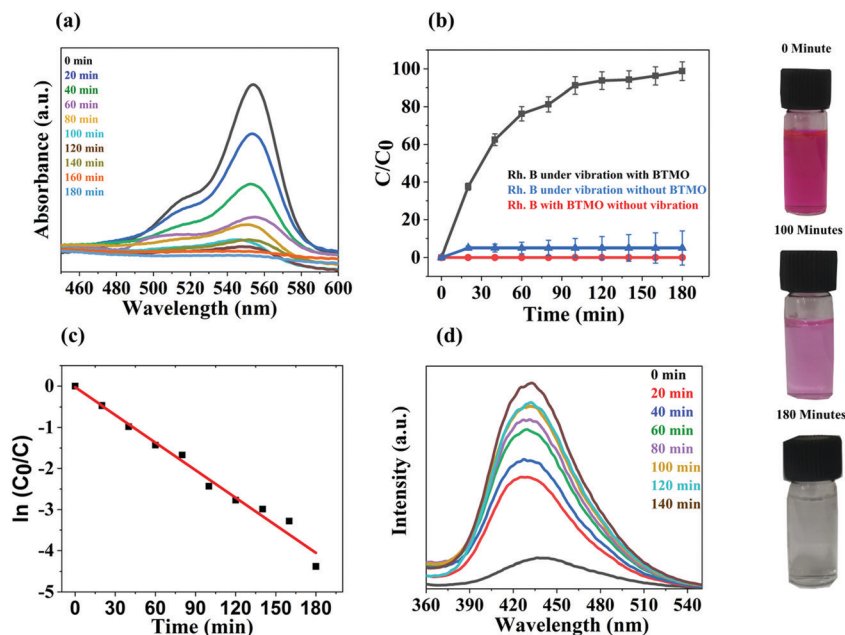 (a)
Absorbance (a.u.)
0 min
20 min
40 min
60 min
80 min
100 min
120 min
140 min
160 min
180 min
460 480 500 520 540 560 580 600
Wavelength (nm)
(b)
C/C0
100
80
60
40
20
0
Rh. B under vibration with BTMO
Rh. B under vibration without BTMO
Rh. B with BTMO without vibration
0 30 60 90 120 150 180
Time (min)
0 Minute
100 Minutes
180 Minutes
(c)
ln (C0/C)
0
-1
-2
-3
-4
-5
0 30 60 90 120 150 180
Time (min)
(d)
Intensity (a.u.)
0 min
20 min
40 min
60 min
80 min
100 min
120 min
140 min
360 390 420 450 480 510 540
Wavelength (nm)